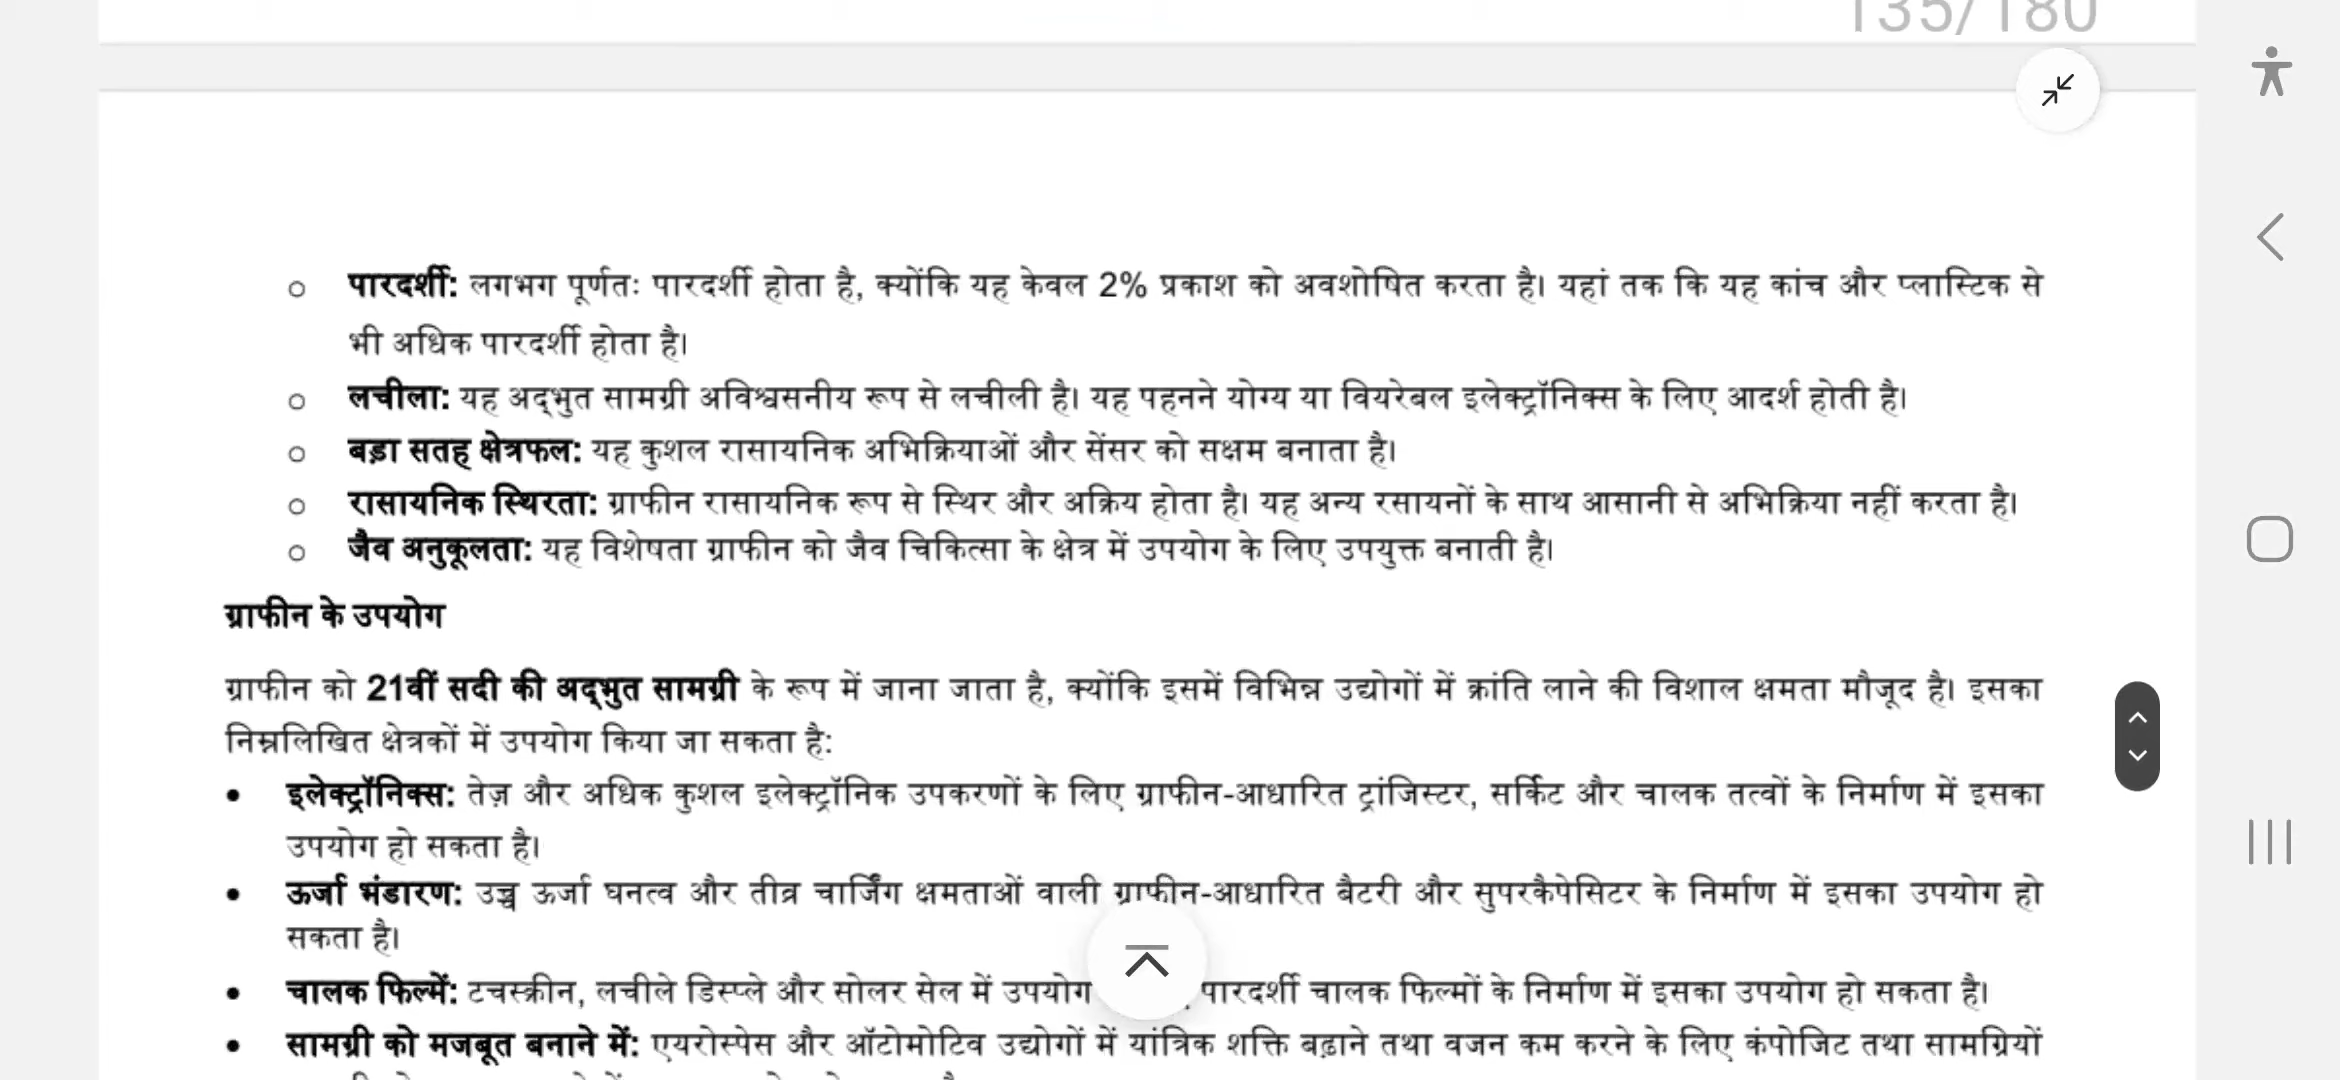 135/180
पारदर्शी: लगभग पूर्णतः पारदर्शी होता है, क्योंकि यह केवल 2% प्रकाश को अवशोषित करता है। यहां तक कि यह कांच और प्लास्टिक से
भी अधिक पारदर्शी होता है।
लचीला: यह अद्भुत सामग्री अविश्वसनीय रूप से लचीली है। यह पहनने योग्य या वियरेबल इलेक्ट्रॉनिक्स के लिए आदर्श होती है।
बड़ा सतह क्षेत्रफल: यह कुशल रासायनिक अभिक्रियाओं और सेंसर को सक्षम बनाता है।
रासायनिक स्थिरता: ग्राफीन रासायनिक रूप से स्थिर और अक्रिय होता है। यह अन्य रसायनों के साथ आसानी से अभिक्रिया नहीं करता है।
जैव अनुकूलता: यह विशेषता ग्राफीन को जैव चिकित्सा के क्षेत्र में उपयोग के लिए उपयुक्त बनाती है।
ग्राफीन के उपयोग
ग्राफीन को 21वीं सदी की अद्भुत सामग्री के रूप में जाना जाता है, क्योंकि इसमें विभिन्न उद्योगों में क्रांति लाने की विशाल क्षमता मौजूद है। इसका
निम्नलिखित क्षेत्रकों में उपयोग किया जा सकता है:
इलेक्ट्रॉनिक्स: तेज़ और अधिक कुशल इलेक्ट्रॉनिक उपकरणों के लिए ग्राफीन-आधारित ट्रांजिस्टर, सर्किट और चालक तत्वों के निर्माण में इसका
उपयोग हो सकता है।
ऊर्जा भंडारण: उच्च ऊर्जा घनत्व और तीव्र चार्जिंग क्षमताओं वाली ग्राफीन-आधारित बैटरी और सुपरकैपेसिटर के निर्माण में इसका उपयोग हो
सकता है।
चालक फिल्में: टचस्क्रीन, लचीले डिस्प्ले और सोलर सेल में उपयोग पारदर्शी चालक फिल्मों के निर्माण में इसका उपयोग हो सकता है।
सामग्री को मजबूत बनाने में: एयरोस्पेस और ऑटोमोटिव उद्योगों में यांत्रिक शक्ति बढ़ाने तथा वजन कम करने के लिए कंपोजिट तथा सामग्रियों